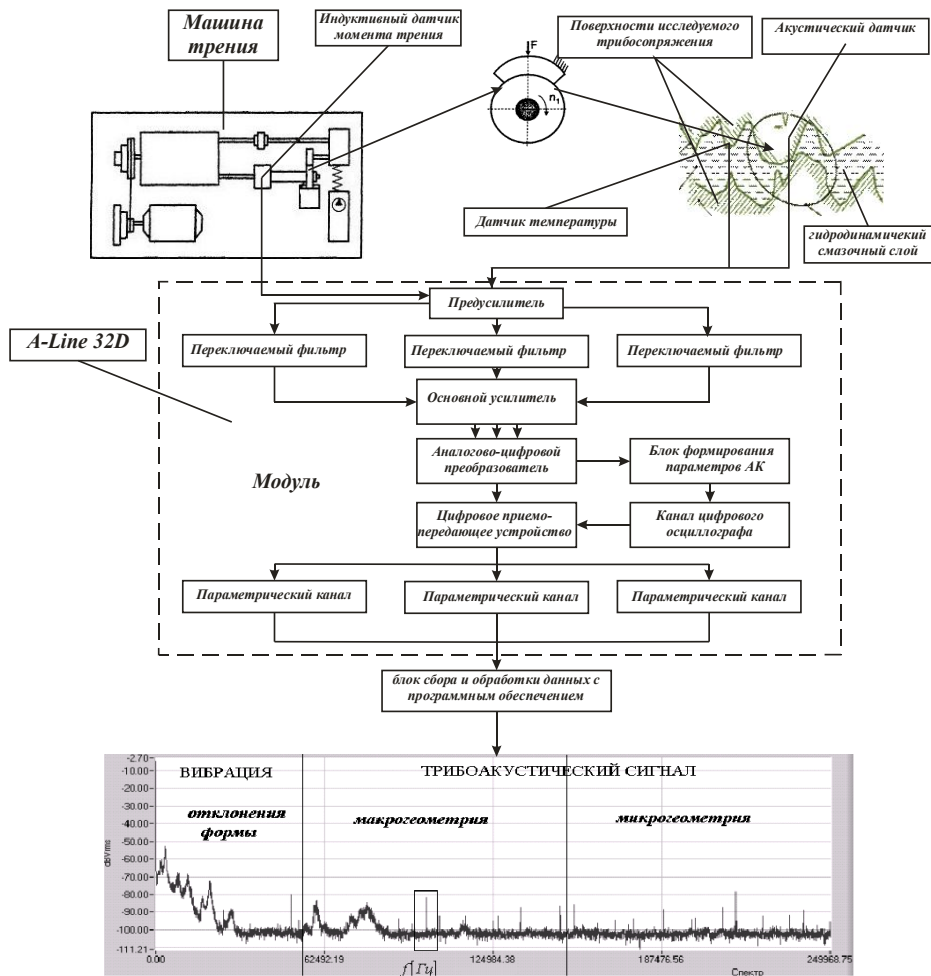 Машина
трения
Индуктивный датчик
момента трения
F
n1
Поверхности исследуемого
трибосопряжения
Акустический датчик
Датчик температуры
гидродинамичекий
смазочный слой
A-Line 32D
Предусилитель
Переключаемый фильтр
Переключаемый фильтр
Переключаемый фильтр
Основной усилитель
Аналогово-цифровой
преобразователь
Блок формирования
параметров АК
Модуль
Цифровое приемо-
передающее устройство
Канал цифрового
осциллографа
Параметрический канал
Параметрический канал
Параметрический канал
блок сбора и обработки данных с
программным обеспечением
-2.70
-10.00
-20.00
-30.00
-40.00
-50.00
-60.00
-70.00
-80.00
-90.00
-100.00
-111.21
dBVrms
ВИБРАЦИЯ
ТРИБОАКУСТИЧЕСКИЙ СИГНАЛ
отклонения
формы
макрогеометрия
микрогеометрия
0.00
62492.19
124984.38
187476.56
249968.75
f[Гц]
Спектр